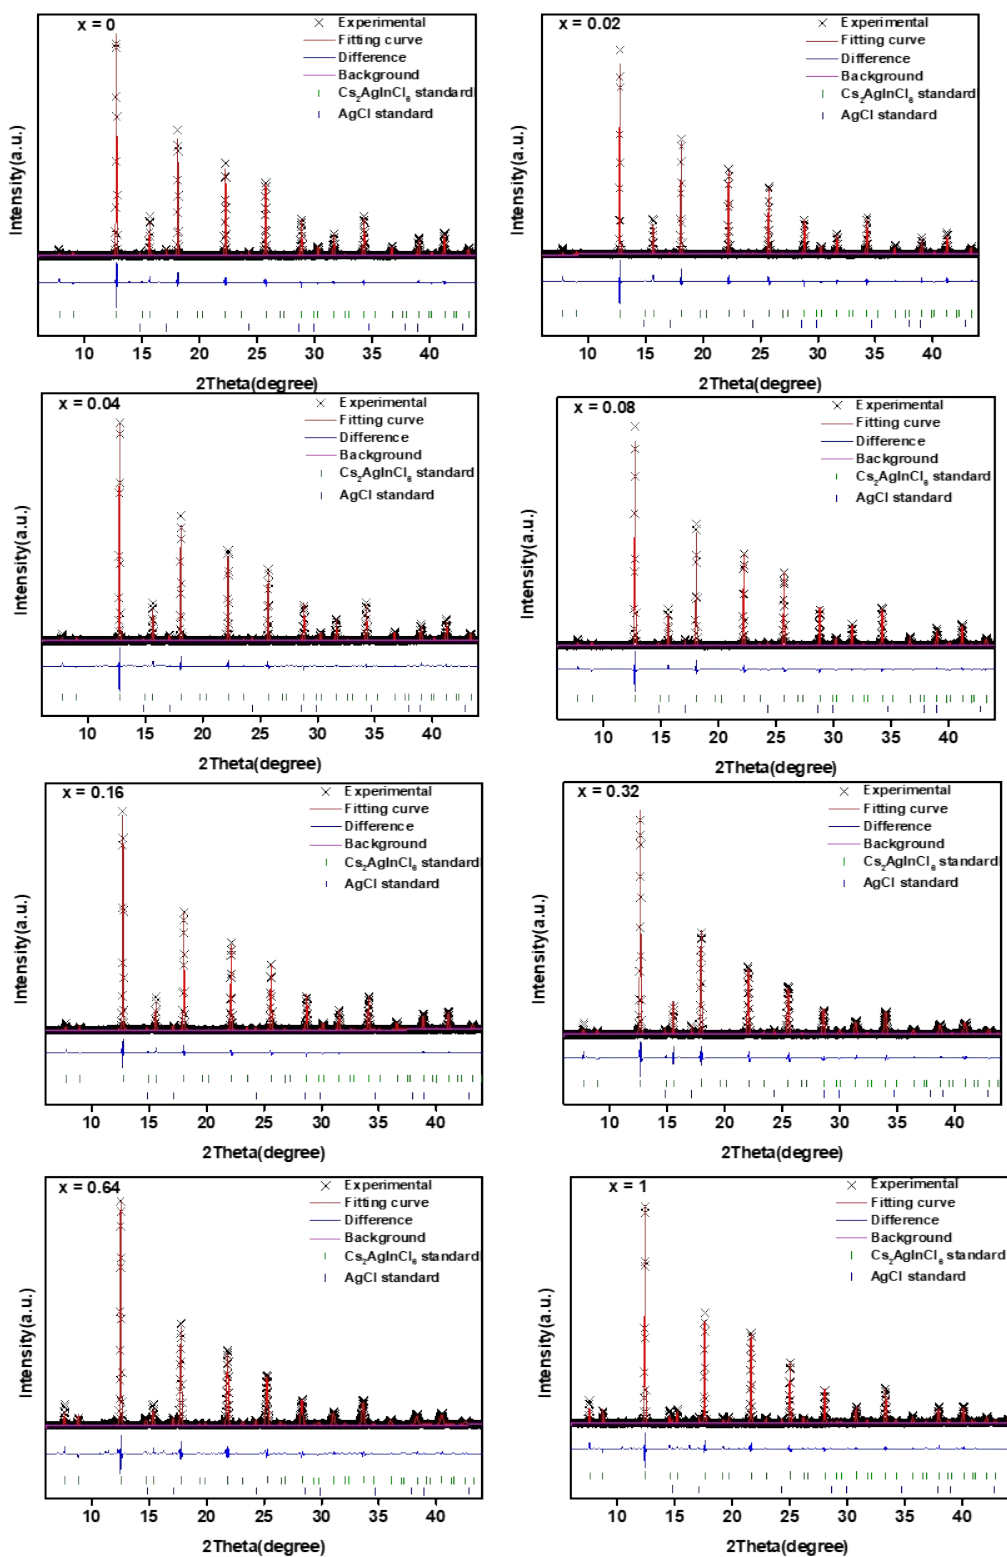 x = 0
Experimental
Fitting curve
Difference
Background
Cs₂AgInCl₆ standard
AgCl standard
Intensity(a.u.)
10 15 20 25 30 35 40
2Theta(degree)
x = 0.02
Experimental
Fitting curve
Difference
Background
Cs₂AgInCl₆ standard
AgCl standard
Intensity(a.u.)
10 15 20 25 30 35 40
2Theta(degree)
x = 0.04
Experimental
Fitting curve
Difference
Background
Cs₂AgInCl₆ standard
AgCl standard
Intensity(a.u.)
10 15 20 25 30 35 40
2Theta(degree)
x = 0.08
Experimental
Fitting curve
Difference
Background
Cs₂AgInCl₆ standard
AgCl standard
Intensity(a.u.)
10 15 20 25 30 35 40
2Theta(degree)
x = 0.16
Experimental
Fitting curve
Difference
Background
Cs₂AgInCl₆ standard
AgCl standard
Intensity(a.u.)
10 15 20 25 30 35 40
2Theta(degree)
x = 0.32
Experimental
Fitting curve
Difference
Background
Cs₂AgInCl₆ standard
AgCl standard
Intensity(a.u.)
10 15 20 25 30 35 40
2Theta(degree)
x = 0.64
Experimental
Fitting curve
Difference
Background
Cs₂AgInCl₆ standard
AgCl standard
Intensity(a.u.)
10 15 20 25 30 35 40
2Theta(degree)
x = 1
Experimental
Fitting curve
Difference
Background
Cs₂AgInCl₆ standard
AgCl standard
Intensity(a.u.)
10 15 20 25 30 35 40
2Theta(degree)